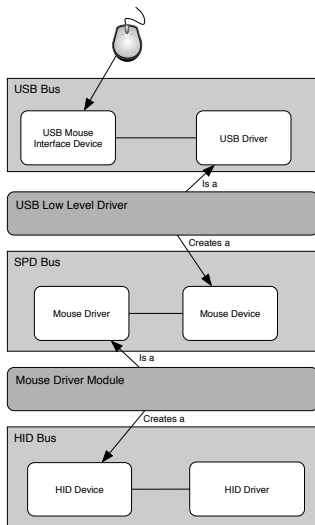 USB Bus
USB Mouse
Interface Device
USB Driver
Is a
USB Low Level Driver
Creates a
SPD Bus
Mouse Driver
Mouse Device
Is a
Mouse Driver Module
Creates a
HID Bus
HID Device
HID Driver